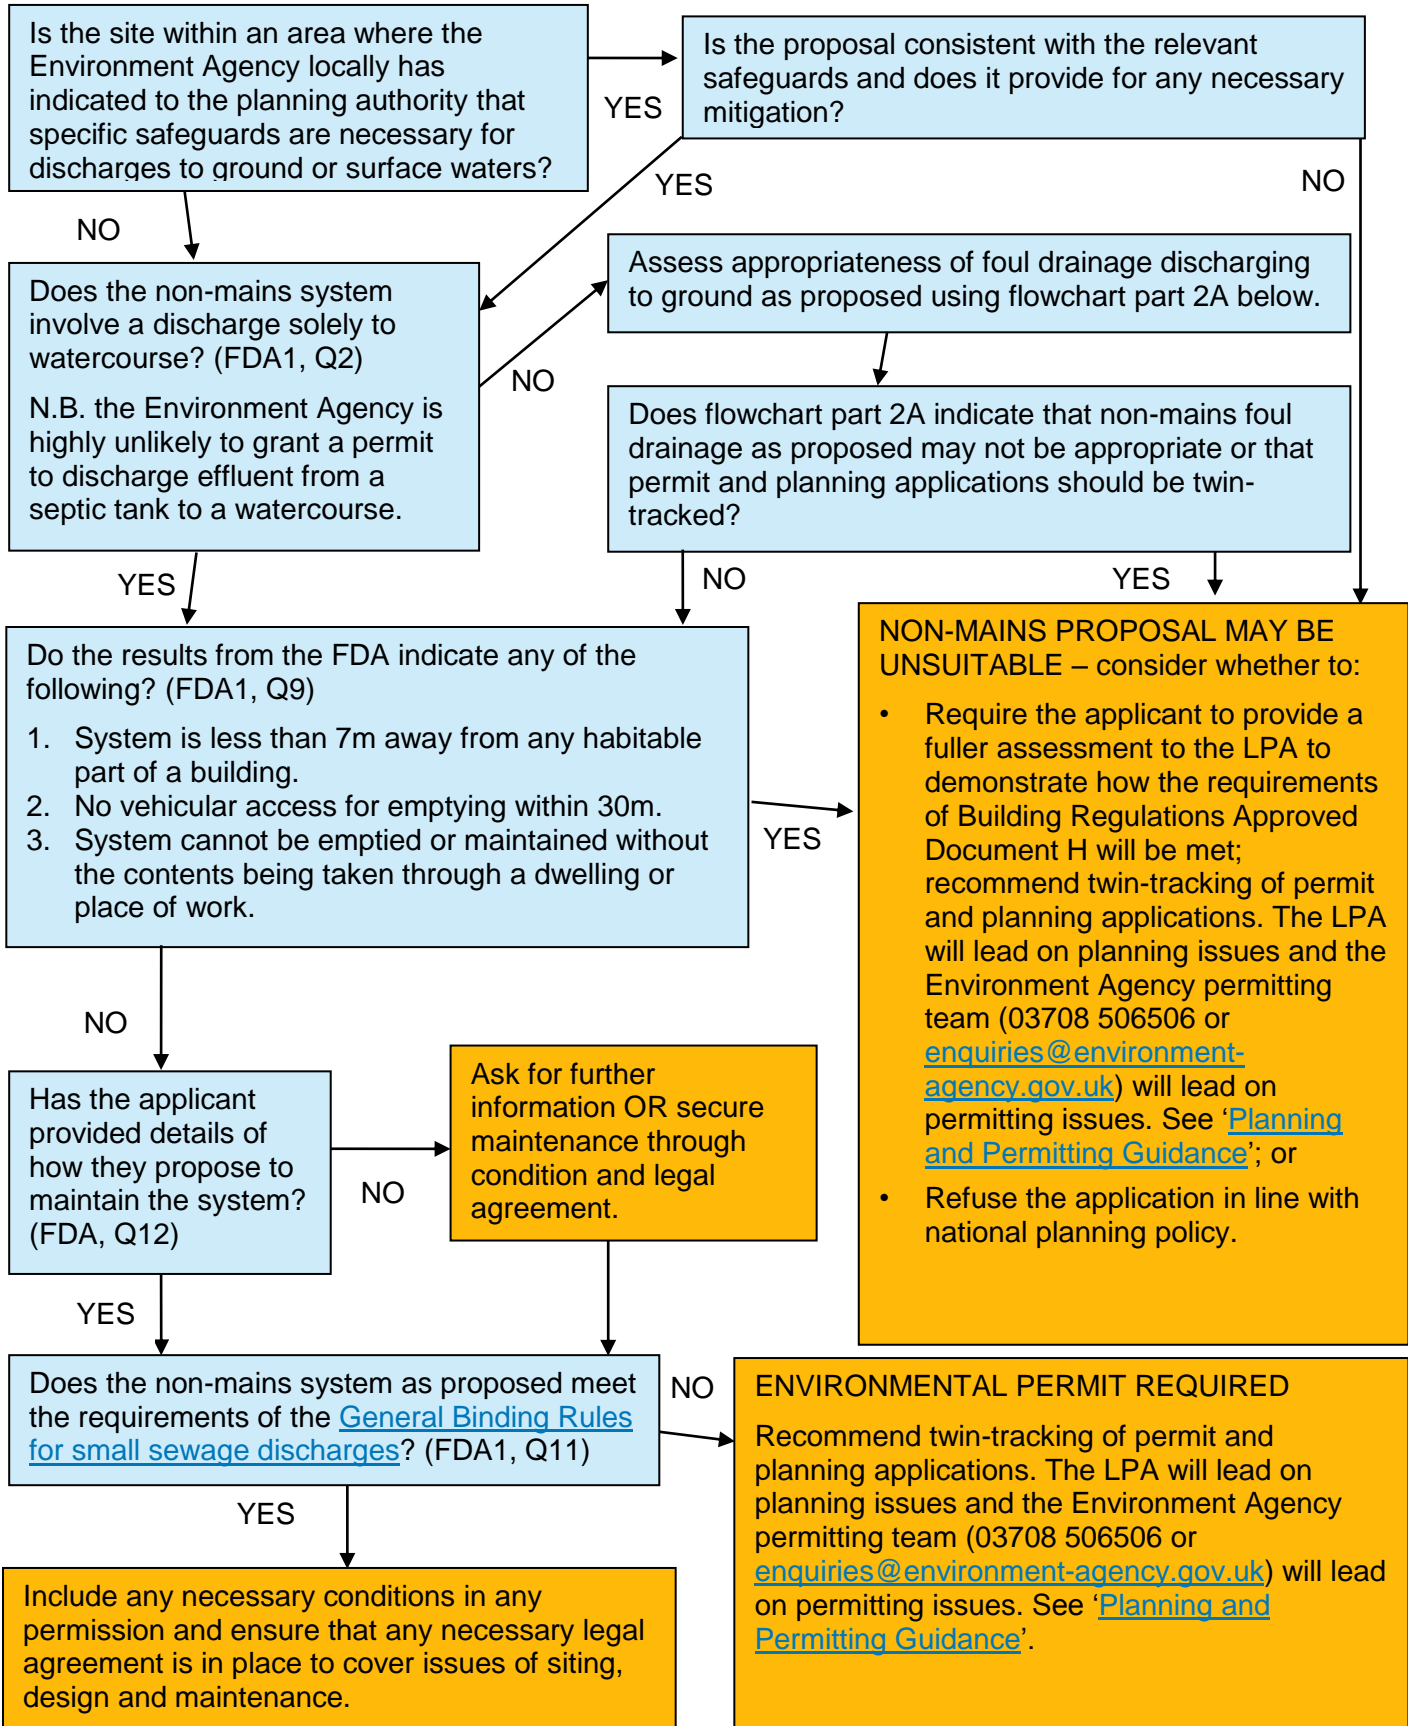 Is the site within an area where the
Environment Agency locally has
indicated to the planning authority that
specific safeguards are necessary for
discharges to ground or surface waters?
YES
Is the proposal consistent with the relevant
safeguards and does it provide for any necessary
mitigation?
YES
NO
NO
Does the non-mains system
involve a discharge solely to
watercourse? (FDA1, Q2)
N.B. the Environment Agency is
highly unlikely to grant a permit
to discharge effluent from a
septic tank to a watercourse.
NO
Assess appropriateness of foul drainage discharging
to ground as proposed using flowchart part 2A below.
Does flowchart part 2A indicate that non-mains foul
drainage as proposed may not be appropriate or that
permit and planning applications should be twin-
tracked?
YES
NO
YES
Do the results from the FDA indicate any of the
following? (FDA1, Q9)
1. System is less than 7m away from any habitable
part of a building.
2. No vehicular access for emptying within 30m.
3. System cannot be emptied or maintained without
the contents being taken through a dwelling or
place of work.
YES
NON-MAINS PROPOSAL MAY BE
UNSUITABLE – consider whether to:
• Require the applicant to provide a
fuller assessment to the LPA to
demonstrate how the requirements
of Building Regulations Approved
Document H will be met;
recommend twin-tracking of permit
and planning applications. The LPA
will lead on planning issues and the
Environment Agency permitting
team (03708 506506 or
enquiries@environment-
agency.gov.uk) will lead on
permitting issues. See ‘Planning
and Permitting Guidance’; or
• Refuse the application in line with
national planning policy.
NO
Has the applicant
provided details of
how they propose to
maintain the system?
(FDA, Q12)
NO
Ask for further
information OR secure
maintenance through
condition and legal
agreement.
YES
Does the non-mains system as proposed meet
the requirements of the General Binding Rules
for small sewage discharges? (FDA1, Q11)
NO
ENVIRONMENTAL PERMIT REQUIRED
Recommend twin-tracking of permit and
planning applications. The LPA will lead on
planning issues and the Environment Agency
permitting team (03708 506506 or
enquiries@environment-agency.gov.uk) will lead
on permitting issues. See ‘Planning and
Permitting Guidance’.
YES
Include any necessary conditions in any
permission and ensure that any necessary legal
agreement is in place to cover issues of siting,
design and maintenance.